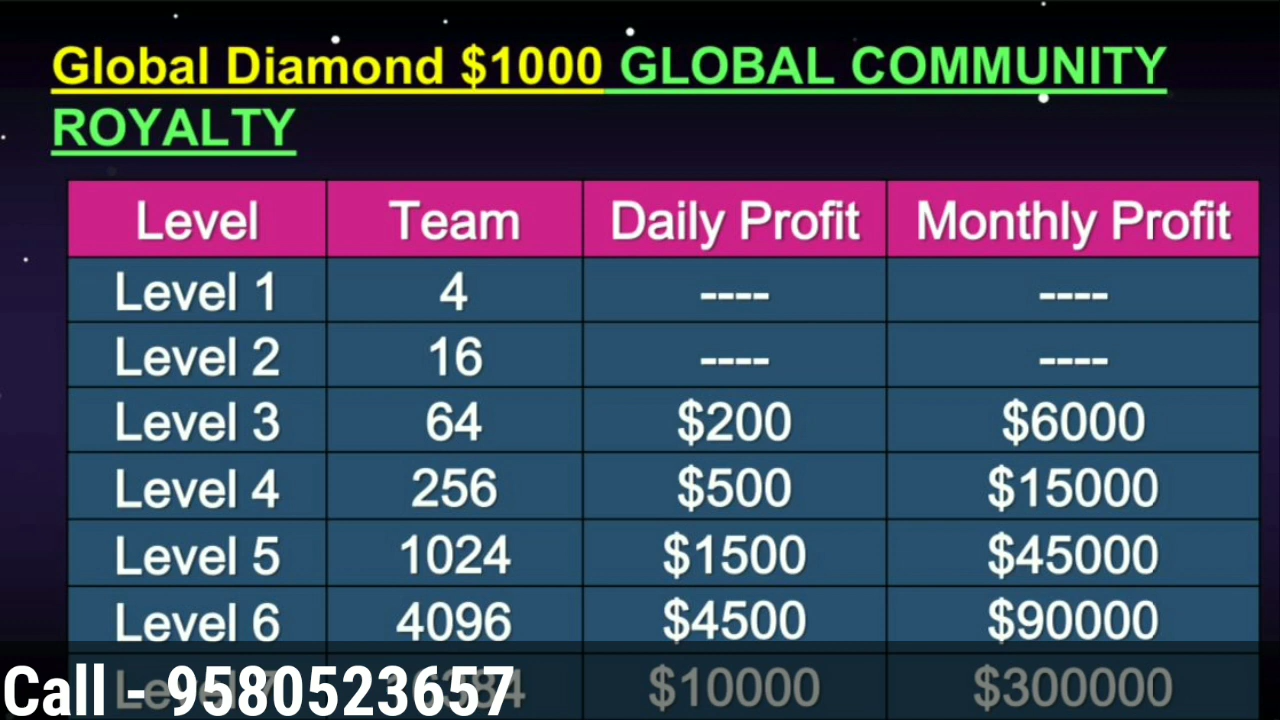 Global Diamond $1000 GLOBAL COMMUNITY
ROYALTY
Level Team Daily Profit Monthly Profit
Level 1 4 ---- ----
Level 2 16 ---- ----
Level 3 64 $200 $6000
Level 4 256 $500 $15000
Level 5 1024 $1500 $45000
Level 6 4096 $4500 $90000
$10000 $300000
Call - 9580523657